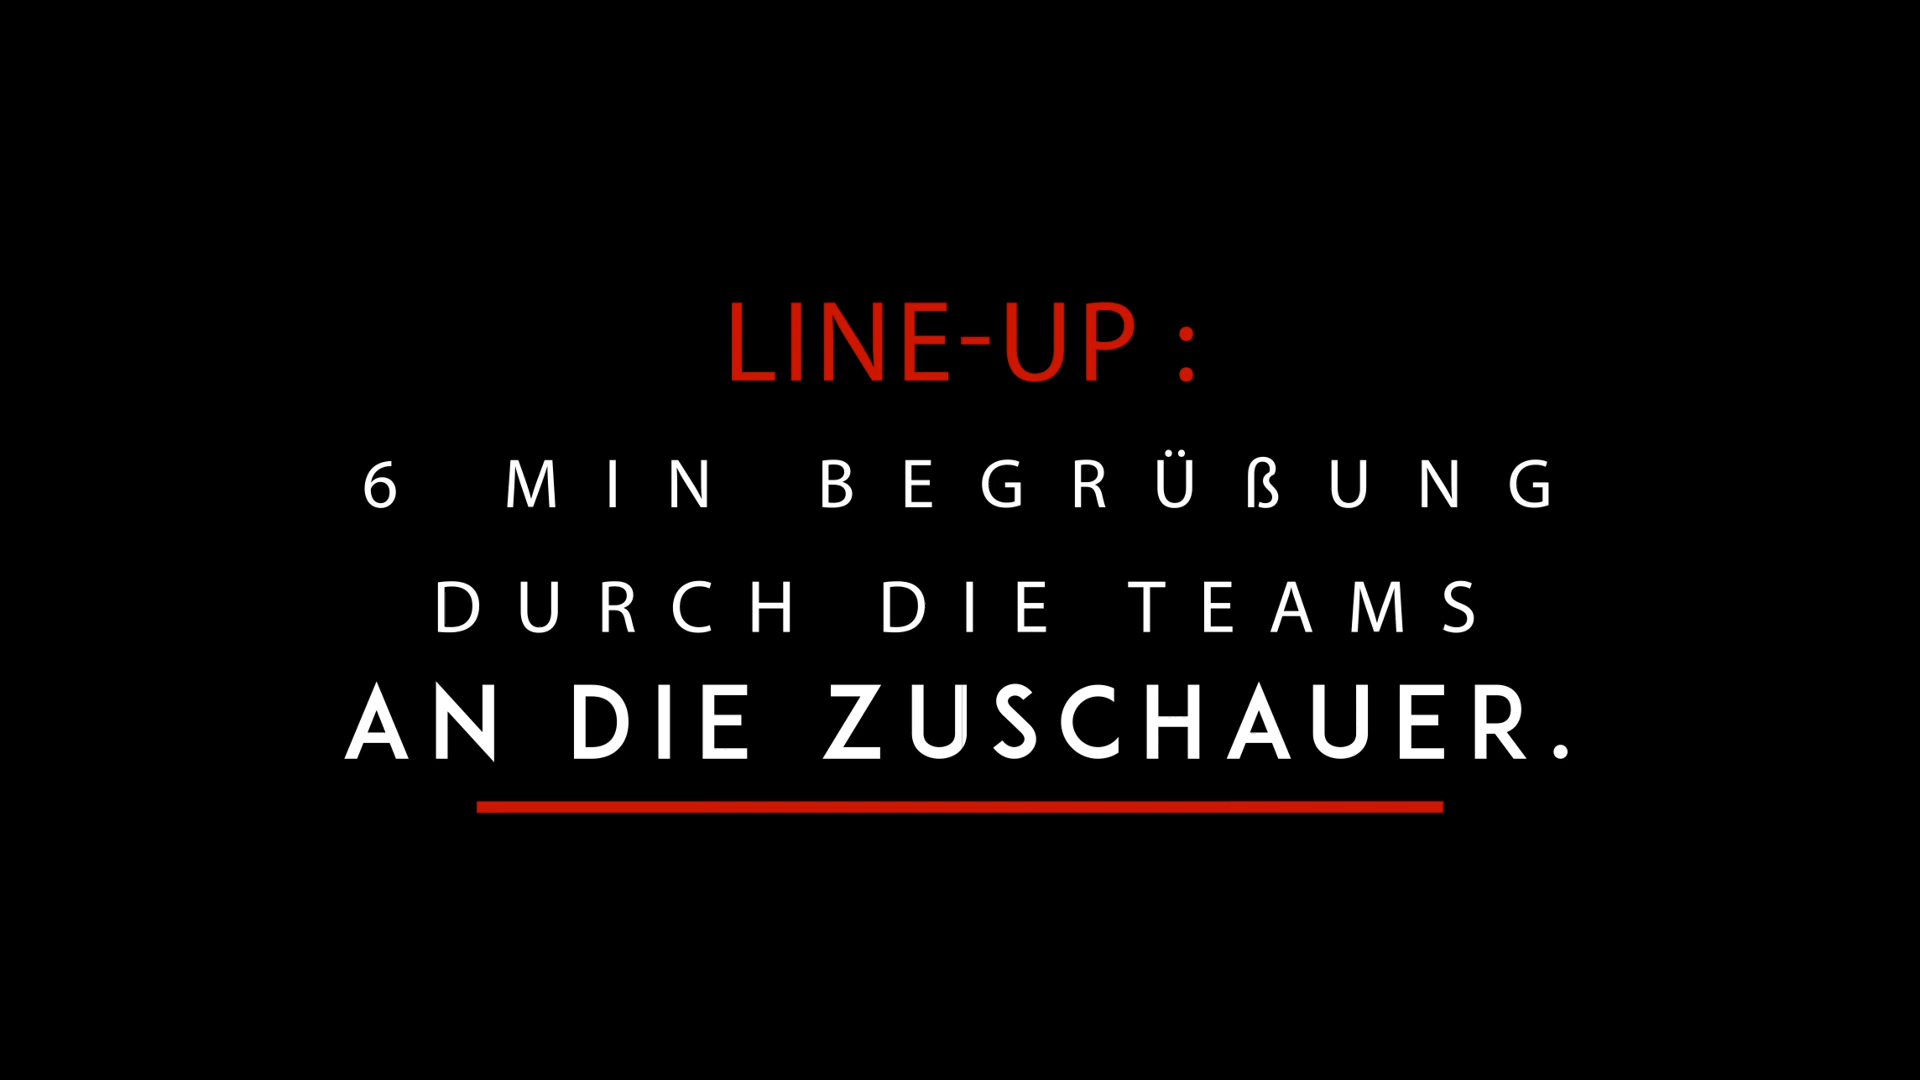 LINE-UP :
6 MIN BEGRÜßUNG
DURCH DIE TEAMS
AN DIE ZUSCHAUER.